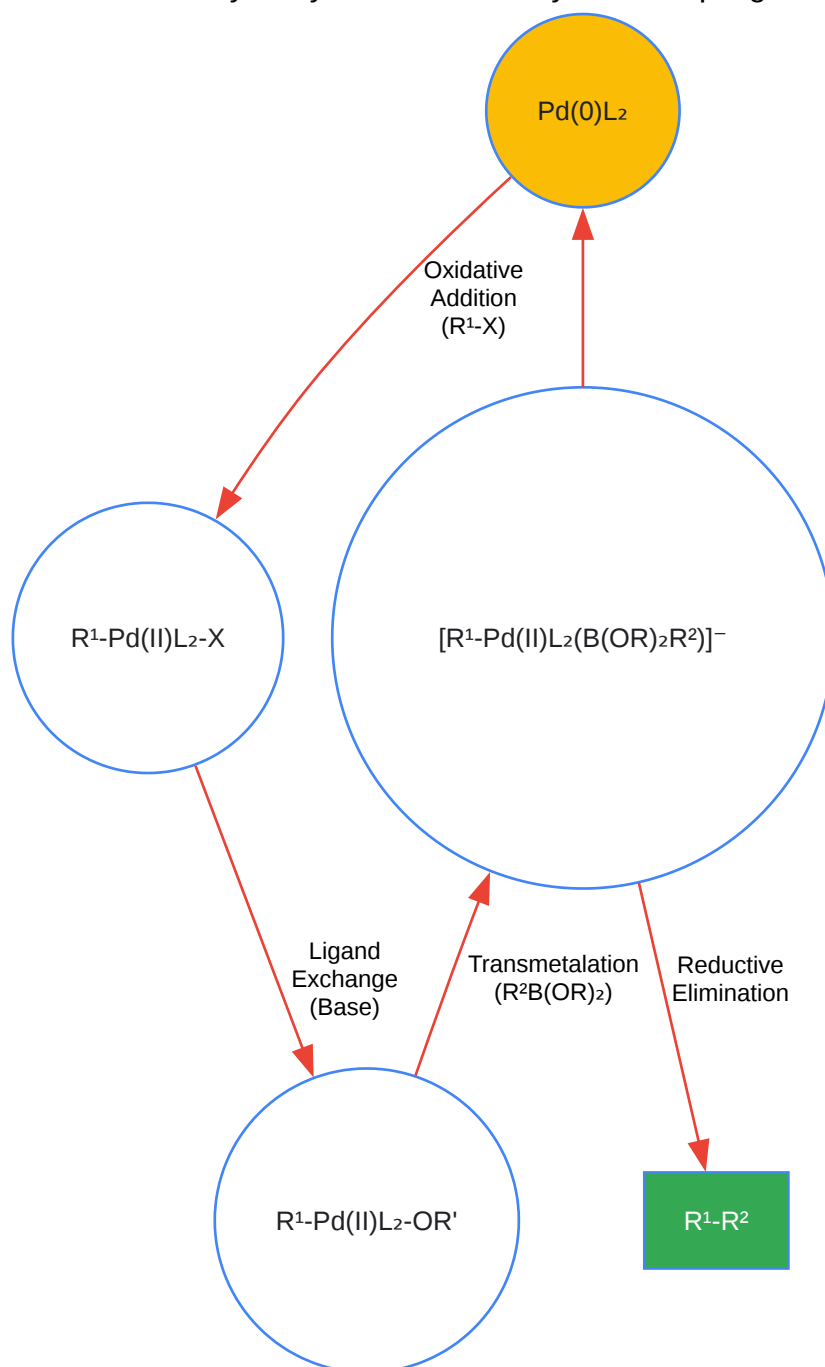 Pd(0)L₂
Oxidative
Addition
(R¹-X)
R¹-Pd(II)L₂-X
[R¹-Pd(II)L₂(B(OR)₂R²)]⁻
Ligand
Exchange
(Base)
Transmetalation
(R²B(OR)₂)
Reductive
Elimination
R¹-Pd(II)L₂-OR'
R¹-R²